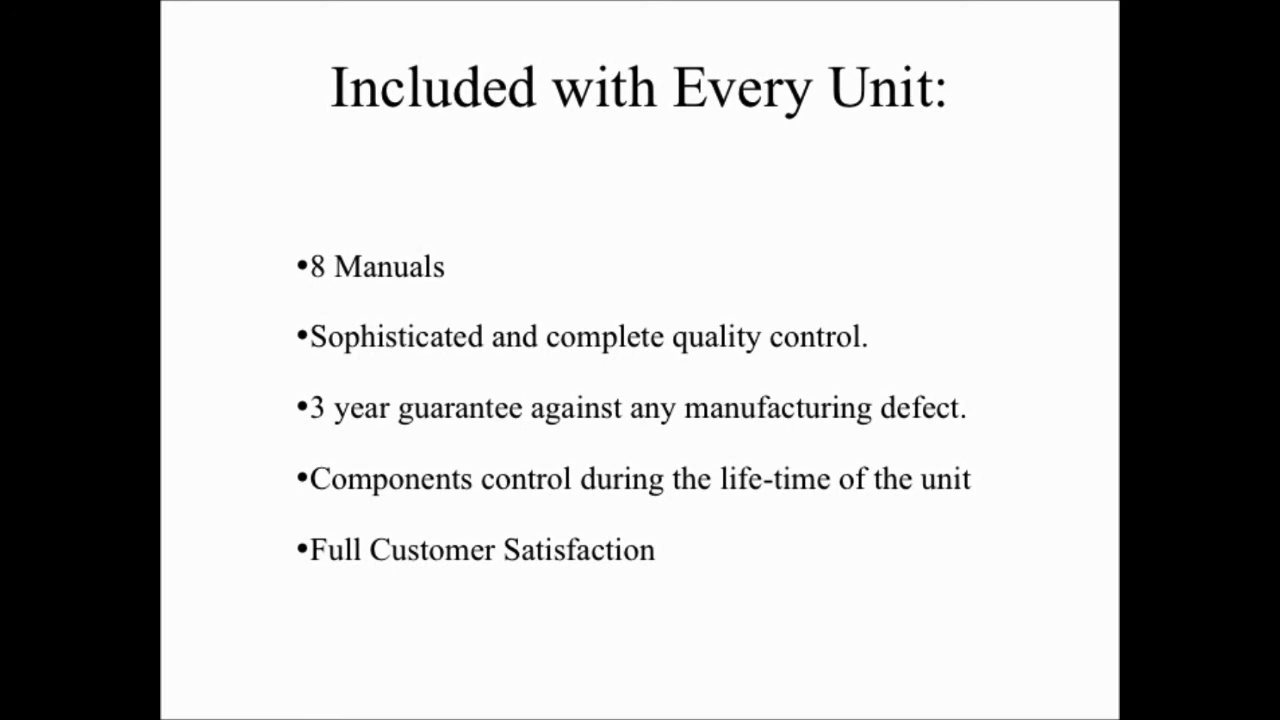 Included with Every Unit:
•8 Manuals
•Sophisticated and complete quality control.
•3 year guarantee against any manufacturing defect.
•Components control during the life-time of the unit
•Full Customer Satisfaction